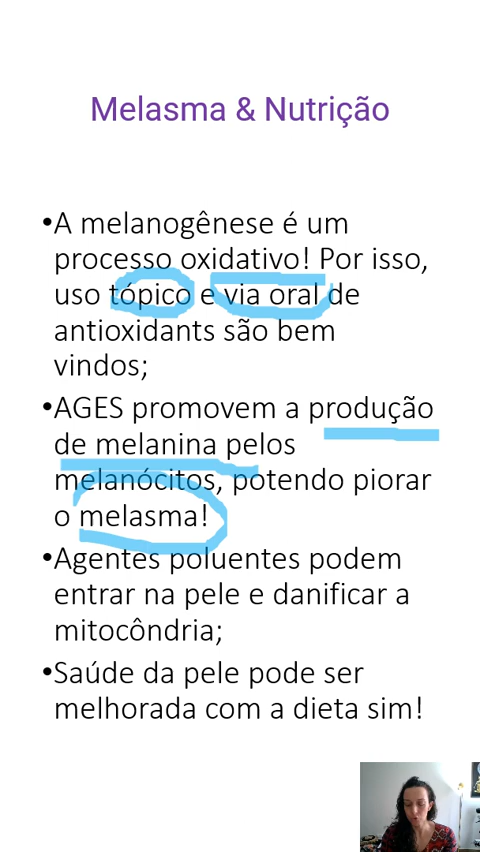 Melasma & Nutrição
•A melanogênese é um
processo oxidativo! Por isso,
uso tópico e via oral de
antioxidants são bem
vindos;
•AGES promovem a produção
de melanina pelos
melanócitos, potendo piorar
o melasma!
•Agentes poluentes podem
entrar na pele e danificar a
mitocôndria;
•Saúde da pele pode ser
melhorada com a dieta sim!